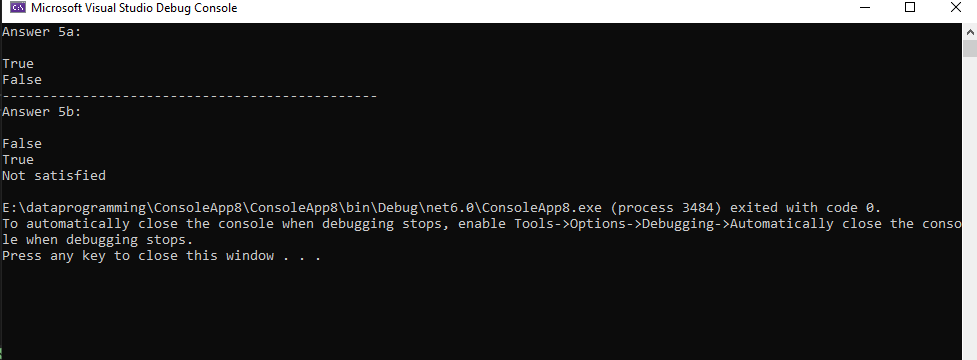 Microsoft Visual Studio Debug Console
Answer 5a:
True
False
-----------------------------------------------
Answer 5b:
False
True
Not satisfied
E:\dataprogramming\ConsoleApp8\ConsoleApp8\bin\Debug\net6.0\ConsoleApp8.exe (process 3484) exited with code 0.
To automatically close the console when debugging stops, enable Tools->Options->Debugging->Automatically close the conso
le when debugging stops.
Press any key to close this window . . .